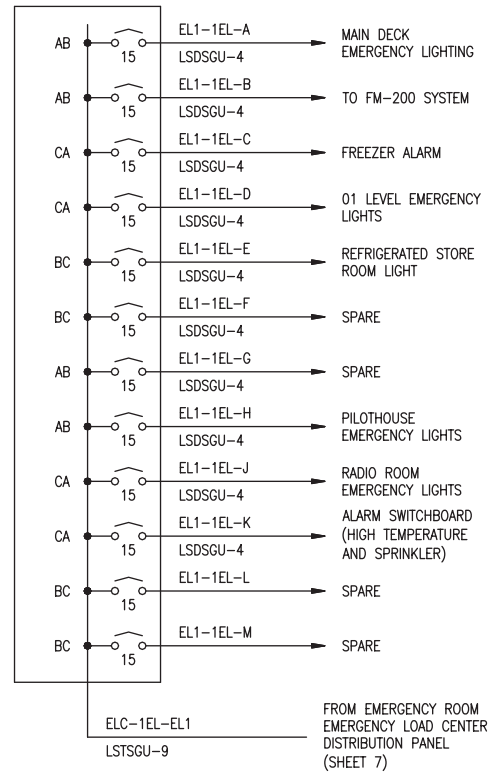 AB
15
EL1-1EL-A
LSDSGU-4
MAIN DECK
EMERGENCY LIGHTING
AB
15
EL1-1EL-B
LSDSGU-4
TO FM-200 SYSTEM
CA
15
EL1-1EL-C
LSDSGU-4
FREEZER ALARM
CA
15
EL1-1EL-D
LSDSGU-4
01 LEVEL EMERGENCY
LIGHTS
BC
15
EL1-1EL-E
LSDSGU-4
REFRIGERATED STORE
ROOM LIGHT
BC
15
EL1-1EL-F
LSDSGU-4
SPARE
AB
15
EL1-1EL-G
LSDSGU-4
SPARE
AB
15
EL1-1EL-H
LSDSGU-4
PILOTHOUSE
EMERGENCY LIGHTS
CA
15
EL1-1EL-J
LSDSGU-4
RADIO ROOM
EMERGENCY LIGHTS
CA
15
EL1-1EL-K
LSDSGU-4
ALARM SWITCHBOARD
(HIGH TEMPERATURE
AND SPRINKLER)
BC
15
EL1-1EL-L
SPARE
BC
15
EL1-1EL-M
SPARE
ELC-1EL-EL1
LSTSGU-9
FROM EMERGENCY ROOM
EMERGENCY LOAD CENTER
DISTRIBUTION PANEL
(SHEET 7)